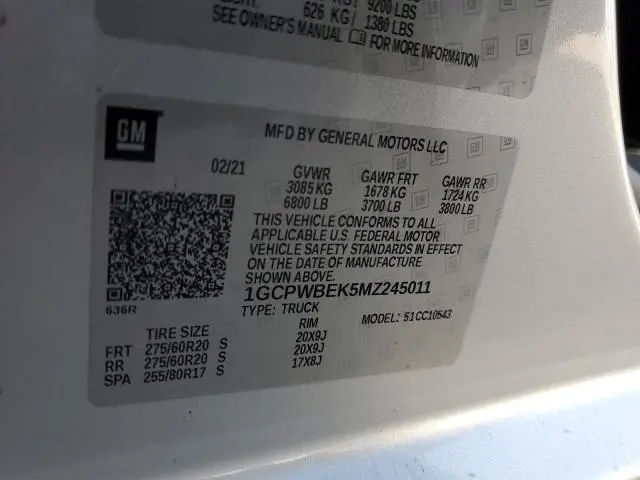 9200 LBS
626 KG/ 1380 LBS
SEE OWNER'S MANUAL FOR MORE INFORMATION
GM
MFD BY GENERAL MOTORS LLC
02/21 GVWR GAWR FRT GAWR RR
3085 KG 1678 KG 1724 KG
6800 LB 3700 LB 3800 LB
THIS VEHICLE CONFORMS TO ALL
APPLICABLE U.S. FEDERAL MOTOR
VEHICLE SAFETY STANDARDS IN EFFECT
ON THE DATE OF MANUFACTURE
SHOWN ABOVE.
1GCPWBEK5MZ245011
636R
TYPE: TRUCK MODEL: 51CC10543
TIRE SIZE RIM
FRT 275/60R20 S 20X9J
RR 275/60R20 S 20X9J
SPA 255/80R17 S 17X8J